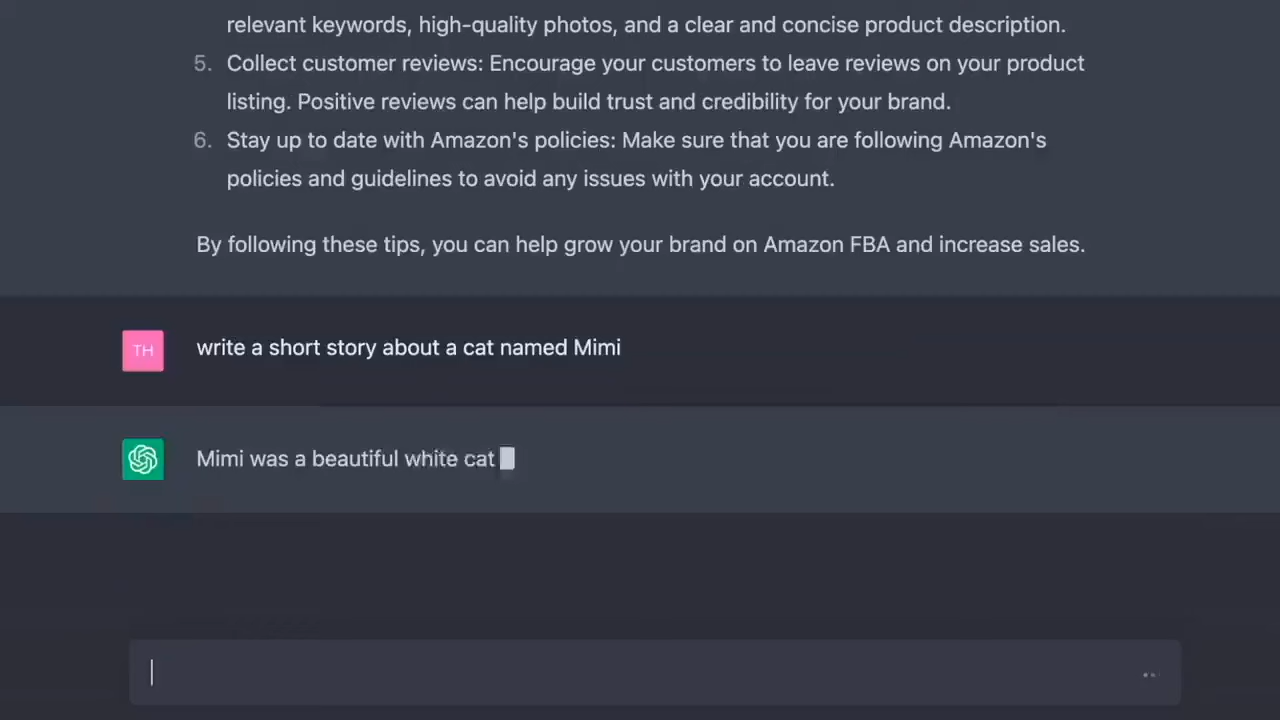 relevant keywords, high-quality photos, and a clear and concise product description.
5. Collect customer reviews: Encourage your customers to leave reviews on your product
listing. Positive reviews can help build trust and credibility for your brand.
6. Stay up to date with Amazon's policies: Make sure that you are following Amazon's
policies and guidelines to avoid any issues with your account.
By following these tips, you can help grow your brand on Amazon FBA and increase sales.
TH write a short story about a cat named Mimi
Mimi was a beautiful white cat